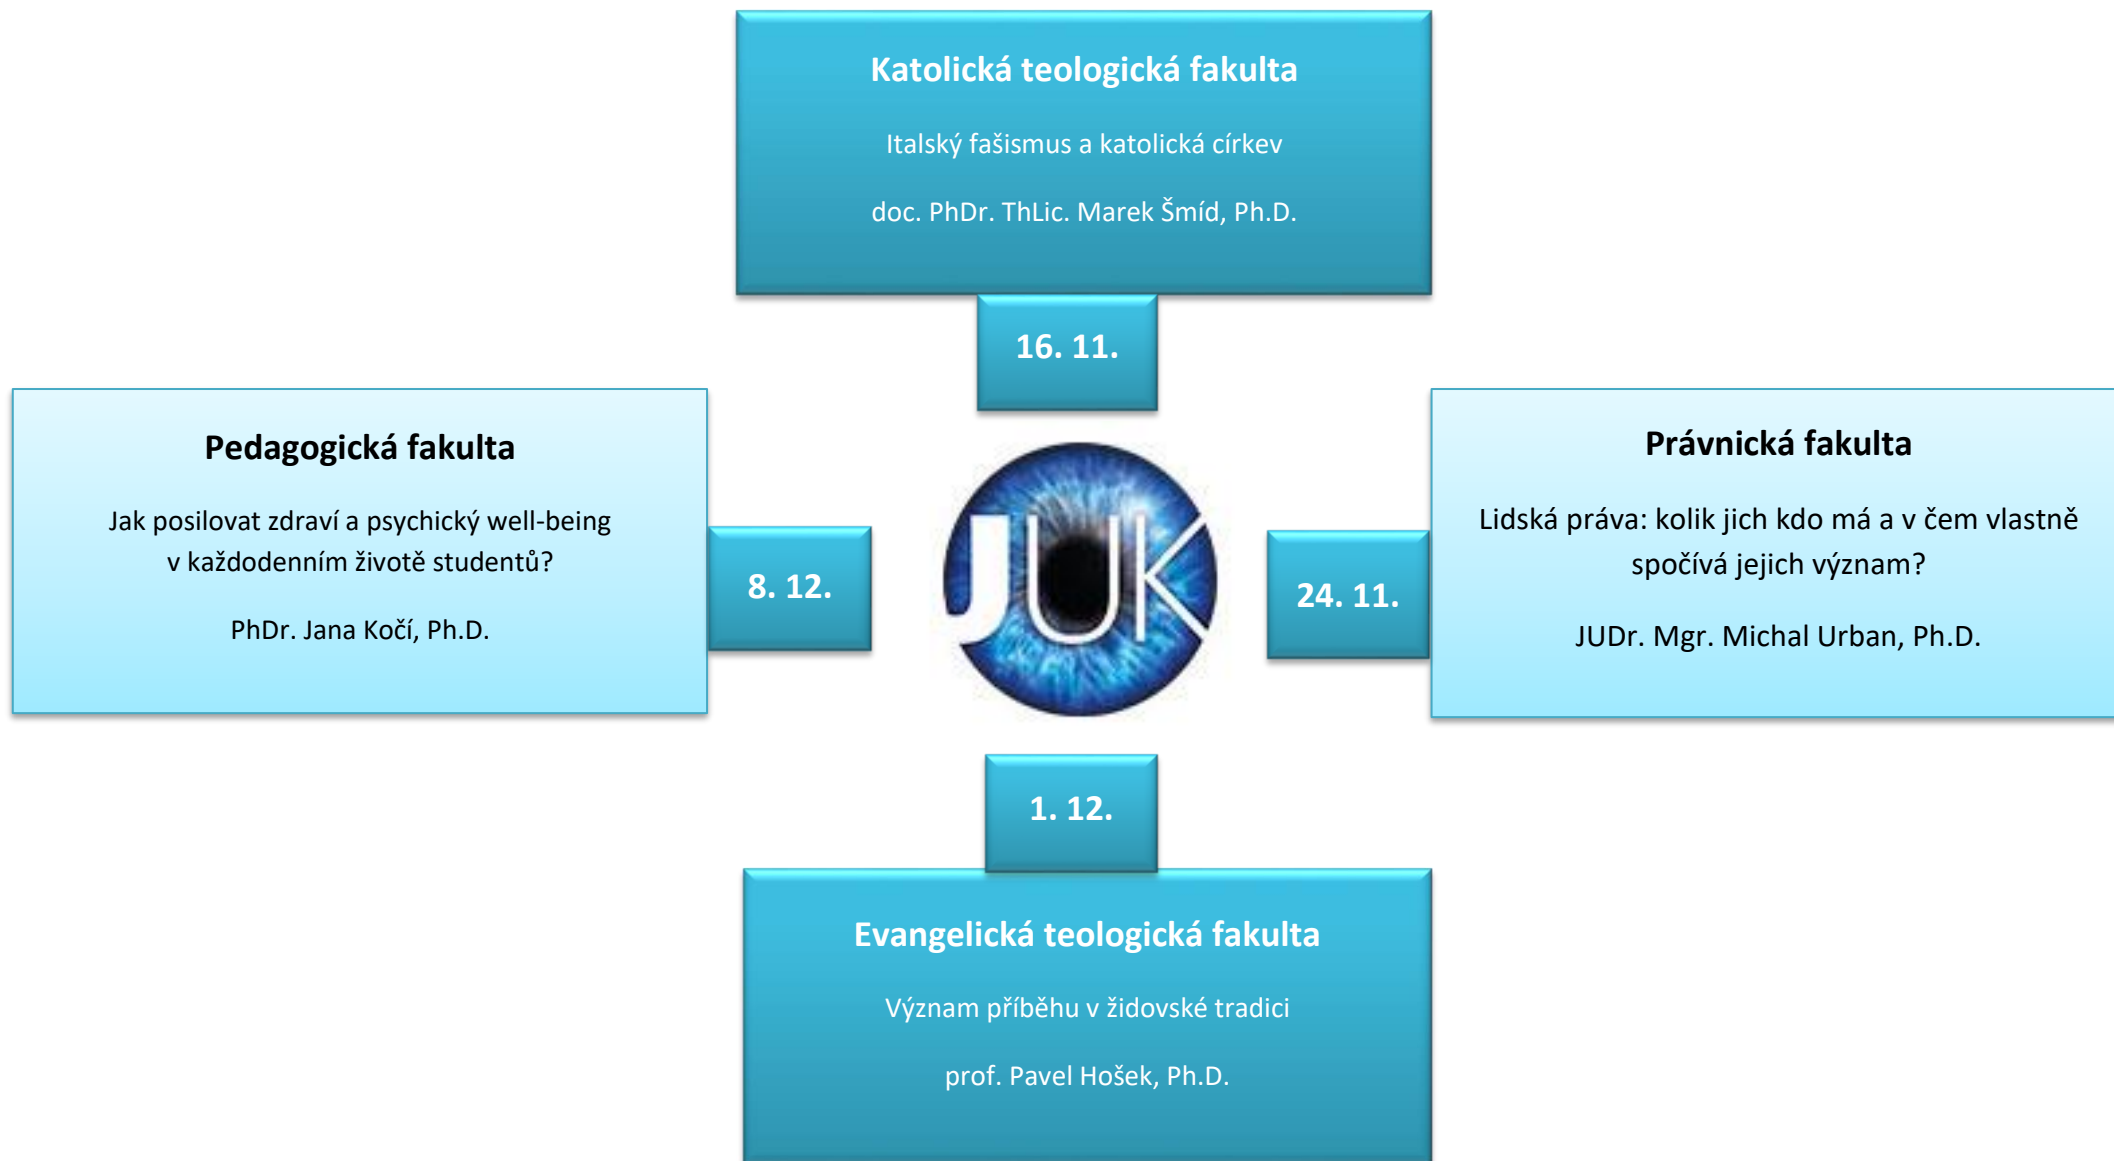 Katolická teologická fakulta
Italský fašismus a katolická církev
doc. PhDr. ThLic. Marek Šmíd, Ph.D.
16. 11.
Pedagogická fakulta
Jak posilovat zdraví a psychický well-being
v každodenním životě studentů?
PhDr. Jana Kočí, Ph.D.
8. 12.
JUK
24. 11.
Právnická fakulta
Lidská práva: kolik jich kdo má a v čem vlastně
spočívá jejich význam?
JUDr. Mgr. Michal Urban, Ph.D.
1. 12.
Evangelická teologická fakulta
Význam příběhu v židovské tradici
prof. Pavel Hošek, Ph.D.